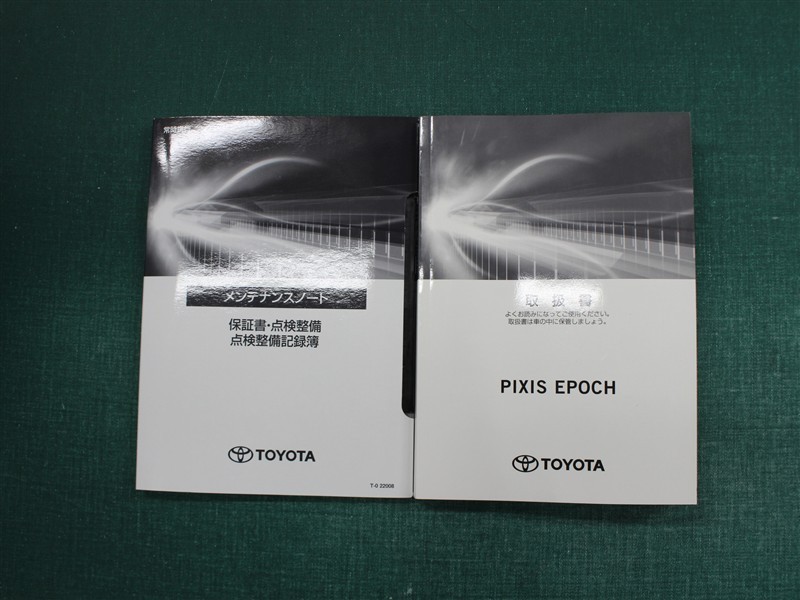 メンテナンスノート
保証書・点検整備
点検整備記録簿
TOYOTA
T-0 22008
取扱書
よくお読みになってご使用ください。
取扱書は車の中に保管しましょう。
PIXIS EPOCH
TOYOTA